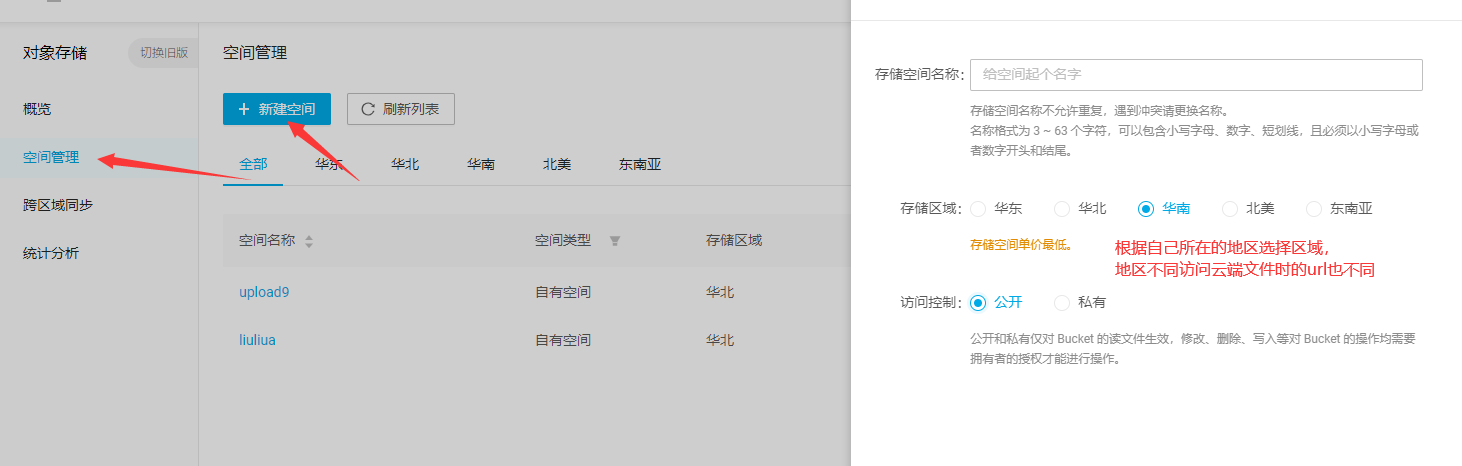 对象存储
切换旧版
概览
空间管理
跨区域同步
统计分析
空间管理
新建空间
刷新列表
全部 华东 华北 华南 北美 东南亚
空间名称 空间类型 存储区域
upload9 自有空间 华北
liuliua 自有空间 华北
存储空间名称: 给空间起个名字
存储空间名称不允许重复，遇到冲突请更换名称。
名称格式为 3 ~ 63 个字符，可以包含小写字母、数字、短划线，且必须以小写字母或
者数字开头和结尾。
存储区域: 华东 华北 华南 北美 东南亚
存储空间单价最低。
根据自己所在的地区选择区域，
地区不同访问云端文件时的url也不同
访问控制: 公开 私有
公开和私有仅对 Bucket 的读文件生效，修改、删除、写入等对 Bucket 的操作均需要
拥有者的授权才能进行操作。